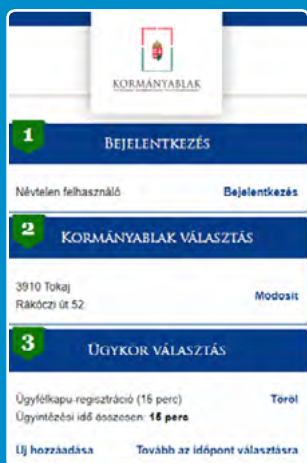 KORMÁNYABLAK
1
BEJELENTKEZÉS
Névtelen felhasználó Bejelentkezés
2
KORMÁNYABLAK VÁLASZTÁS
3910 Tokaj
Rákóczi út 52
Módosít
3
ÜGYKÖR VÁLASZTÁS
Ügyfélkapu-regisztráció (15 perc) Töröl
Ügyintézési idő összesen: 15 perc
Új hozzáadása Tovább az időpont választásra